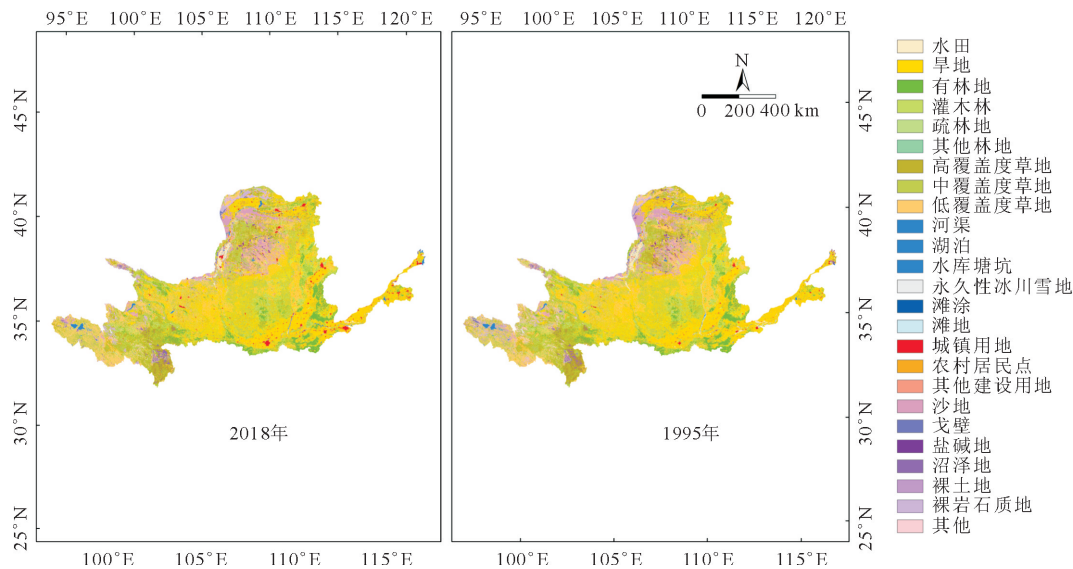 95°E 100°E 105°E 110°E 115°E 120°E
95°E 100°E 105°E 110°E 115°E 120°E
45°N
40°N
35°N
30°N
25°N
2018年
100°E 105°E 110°E 115°E
N
0 200 400 km
1995年
100°E 105°E 110°E 115°E
45°N
40°N
35°N
30°N
25°N
45°N
40°N
35°N
30°N
25°N
水田
旱地
有林地
灌木林
疏林地
其他林地
高覆盖度草地
中覆盖度草地
低覆盖度草地
河渠
湖泊
水库塘坑
永久性冰川雪地
滩涂
滩地
城镇用地
农村居民点
其他建设用地
沙地
戈壁
盐碱地
沼泽地
裸土地
裸岩石质地
其他